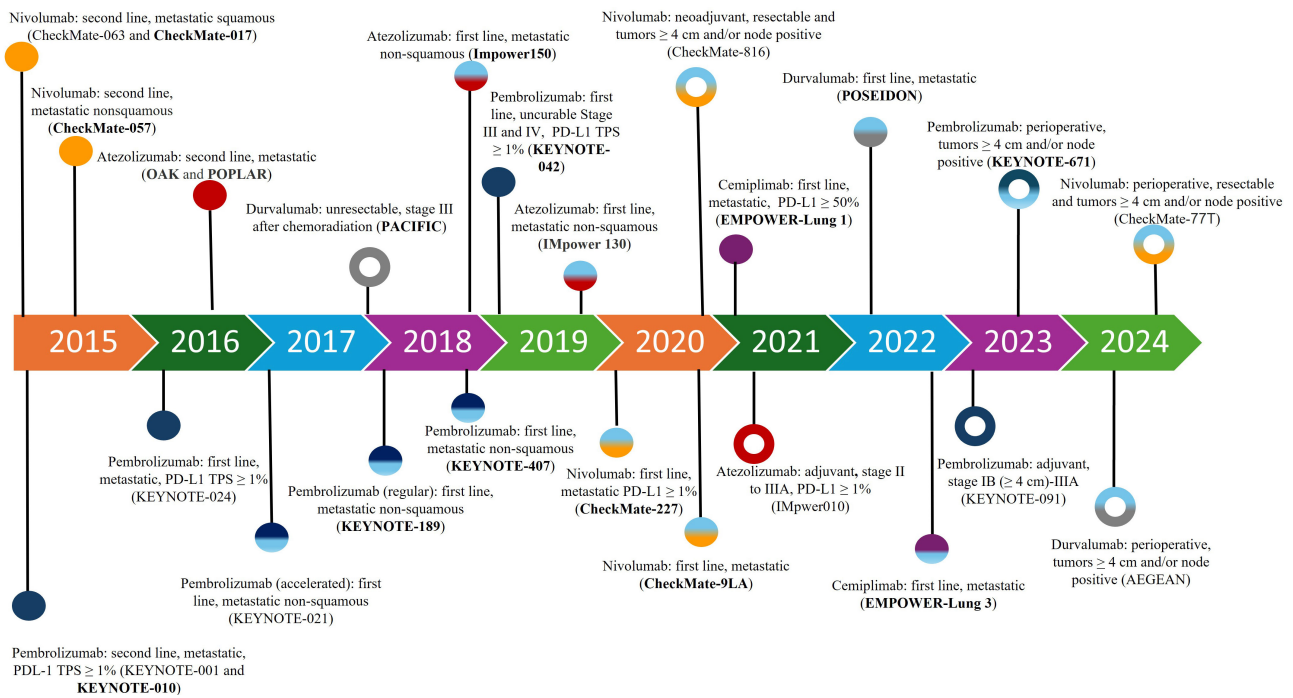 Nivolumab: second line, metastatic squamous
(CheckMate-063 and CheckMate-017)
Nivolumab: second line,
metastatic nonsquamous
(CheckMate-057)
Atezolizumab: second line, metastatic
(OAK and POPLAR)
Durvalumab: unresectable, stage III
after chemoradiation (PACIFIC)
Atezolizumab: first line, metastatic
non-squamous (Impower150)
Pembrolizumab: first
line, uncurable Stage
III and IV, PD-L1 TPS
≥ 1% (KEYNOTE-
042)
Atezolizumab: first line,
metastatic non-squamous
(IMpower 130)
Nivolumab: neoadjuvant, resectable and
tumors ≥ 4 cm and/or node positive
(CheckMate-816)
Cemiplimab: first line,
metastatic, PD-L1 ≥ 50%
(EMPOWER-Lung 1)
Durvalumab: first line, metastatic
(POSEIDON)
Pembrolizumab: perioperative,
tumors ≥ 4 cm and/or node
positive (KEYNOTE-671)
Nivolumab: perioperative, resectable
and tumors ≥ 4 cm and/or node positive
(CheckMate-77T)
2015
2016
2017
2018
2019
2020
2021
2022
2023
2024
Pembrolizumab: second line, metastatic,
PDL-1 TPS ≥ 1% (KEYNOTE-001 and
KEYNOTE-010)
Pembrolizumab: first line,
metastatic, PD-L1 TPS ≥ 1%
(KEYNOTE-024)
Pembrolizumab (accelerated): first
line, metastatic non-squamous
(KEYNOTE-021)
Pembrolizumab (regular): first line,
metastatic non-squamous
(KEYNOTE-189)
Pembrolizumab: first line,
metastatic non-squamous
(KEYNOTE-407)
Nivolumab: first line,
metastatic PD-L1 ≥ 1%
(CheckMate-227)
Nivolumab: first line, metastatic
(CheckMate-9LA)
Atezolizumab: adjuvant, stage II
to IIIA, PD-L1 ≥ 1%
(IMpwer010)
Cemiplimab: first line, metastatic
(EMPOWER-Lung 3)
Pembrolizumab: adjuvant,
stage IB (≥ 4 cm)-IIIA
(KEYNOTE-091)
Durvalumab: perioperative,
tumors ≥ 4 cm and/or node
positive (AEGEAN)